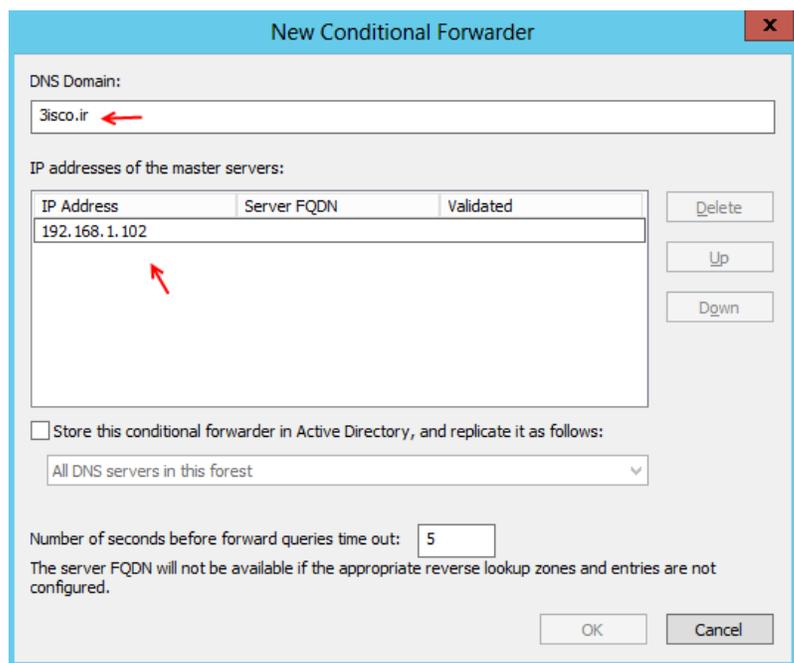 New Conditional Forwarder
x
DNS Domain:
3isco.ir
IP addresses of the master servers:
IP Address Server FQDN Validated
192.168.1.102
Delete
Up
Down
Store this conditional forwarder in Active Directory, and replicate it as follows:
All DNS servers in this forest
Number of seconds before forward queries time out: 5
The server FQDN will not be available if the appropriate reverse lookup zones and entries are not
configured.
OK Cancel